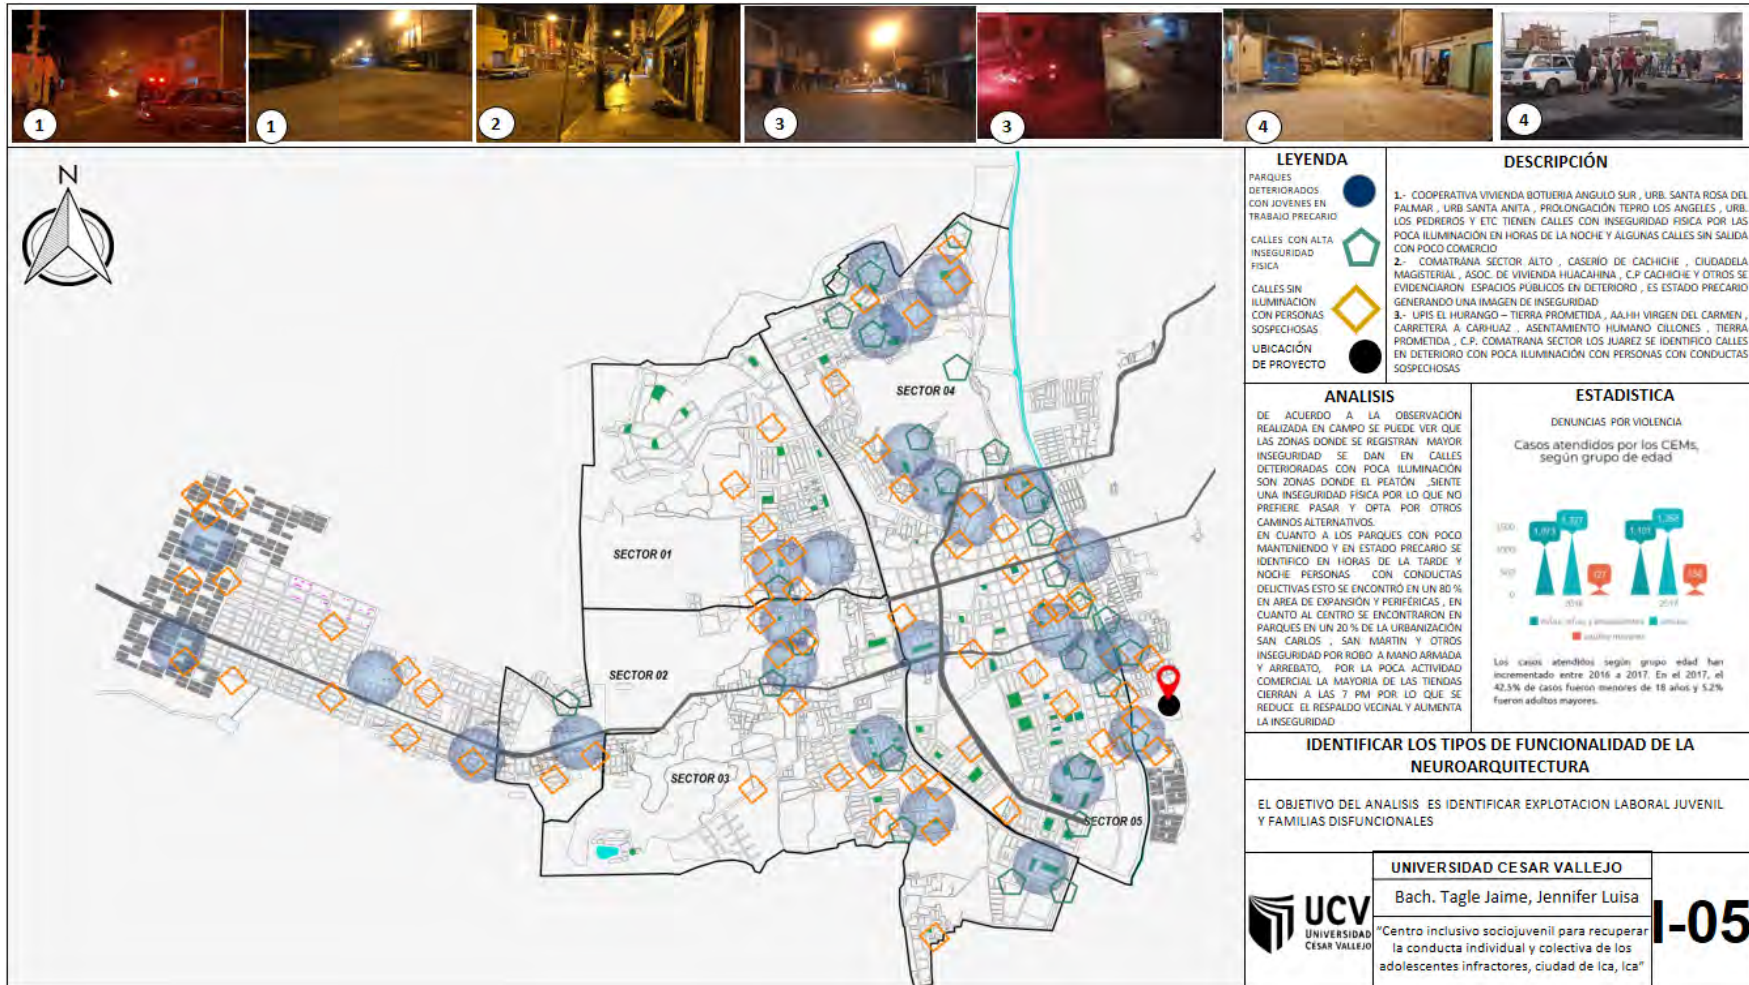 1
1
2
3
3
4
4
N
SECTOR 04
SECTOR 01
SECTOR 02
SECTOR 03
SECTOR 05
LEYENDA
PARQUES
DETERIORADOS
CON JOVENES EN
TRABAJO PRECARIO
CALLES CON ALTA
INSEGURIDAD
FISICA
CALLES SIN
ILUMINACION
CON PERSONAS
SOSPECHOSAS
UBICACIÓN
DE PROYECTO
DESCRIPCIÓN
1.- COOPERATIVA VIVIENDA BOTIJERIA ANGULO SUR , URB. SANTA ROSA DEL
PALMAR , URB SANTA ANITA , PROLONGACIÓN TEPRO LOS ANGELES , URB.
LOS PEDREROS Y ETC TIENEN CALLES CON INSEGURIDAD FISICA POR LAS
POCA ILUMINACIÓN EN HORAS DE LA NOCHE Y ALGUNAS CALLES SIN SALIDA
CON POCO COMERCIO
2.- COMATRANA SECTOR ALTO , CASERÍO DE CACHICHE , CIUDADELA
MAGISTERIAL , ASOC. DE VIVIENDA HUACAHINA , C.P CACHICHE Y OTROS SE
EVIDENCIARON ESPACIOS PÚBLICOS EN DETERIORO , ES ESTADO PRECARIO
GENERANDO UNA IMAGEN DE INSEGURIDAD
3.- UPIS EL HURANGO – TIERRA PROMETIDA , AA.HH VIRGEN DEL CARMEN ,
CARRETERA A CARHUAZ , ASENTAMIENTO HUMANO CILLONES , TIERRA
PROMETIDA , C.P. COMATRANA SECTOR LOS JUAREZ SE IDENTIFICO CALLES
EN DETERIORO CON POCA ILUMINACIÓN CON PERSONAS CON CONDUCTAS
SOSPECHOSAS
ANALISIS
DE ACUERDO A LA OBSERVACIÓN
REALIZADA EN CAMPO SE PUEDE VER QUE
LAS ZONAS DONDE SE REGISTRAN MAYOR
INSEGURIDAD SE DAN EN CALLES
DETERIORADAS CON POCA ILUMINACIÓN
SON ZONAS DONDE EL PEATÓN ,SIENTE
UNA INSEGURIDAD FÍSICA POR LO QUE NO
PREFIERE PASAR Y OPTA POR OTROS
CAMINOS ALTERNATIVOS.
EN CUANTO A LOS PARQUES CON POCO
MANTENIENDO Y EN ESTADO PRECARIO SE
IDENTIFICO EN HORAS DE LA TARDE Y
NOCHE PERSONAS CON CONDUCTAS
DELICTIVAS ESTO SE ENCONTRÓ EN UN 80 %
EN AREA DE EXPANSIÓN Y PERIFÉRICAS , EN
CUANTO AL CENTRO SE ENCONTRARON EN
PARQUES EN UN 20 % DE LA URBANIZACIÓN
SAN CARLOS , SAN MARTIN Y OTROS
INSEGURIDAD POR ROBO A MANO ARMADA
Y ARREBATO, POR LA POCA ACTIVIDAD
COMERCIAL LA MAYORIA DE LAS TIENDAS
CIERRAN A LAS 7 PM POR LO QUE SE
REDUCE EL RESPALDO VECINAL Y AUMENTA
LA INSEGURIDAD
ESTADISTICA
DENUNCIAS POR VIOLENCIA
Casos atendidos por los CEMs,
según grupo de edad
1,073 1,327 127 1,101
1500
1000
500
0
2016 2017
adultos mayores
Los casos atendidos según grupo edad han
incrementado entre 2016 a 2017. En el 2017, el
42.5% de casos fueron menores de 18 años y 5.2%
fueron adultos mayores.
IDENTIFICAR LOS TIPOS DE FUNCIONALIDAD DE LA
NEUROARQUITECTURA
EL OBJETIVO DEL ANALISIS ES IDENTIFICAR EXPLOTACION LABORAL JUVENIL
Y FAMILIAS DISFUNCIONALES
UCV
UNIVERSIDAD
CÉSAR VALLEJO
UNIVERSIDAD CESAR VALLEJO
Bach. Tagle Jaime, Jennifer Luisa
"Centro inclusivo sociojuvenil para recuperar
la conducta individual y colectiva de los
adolescentes infractores, ciudad de Ica, Ica"
I-05